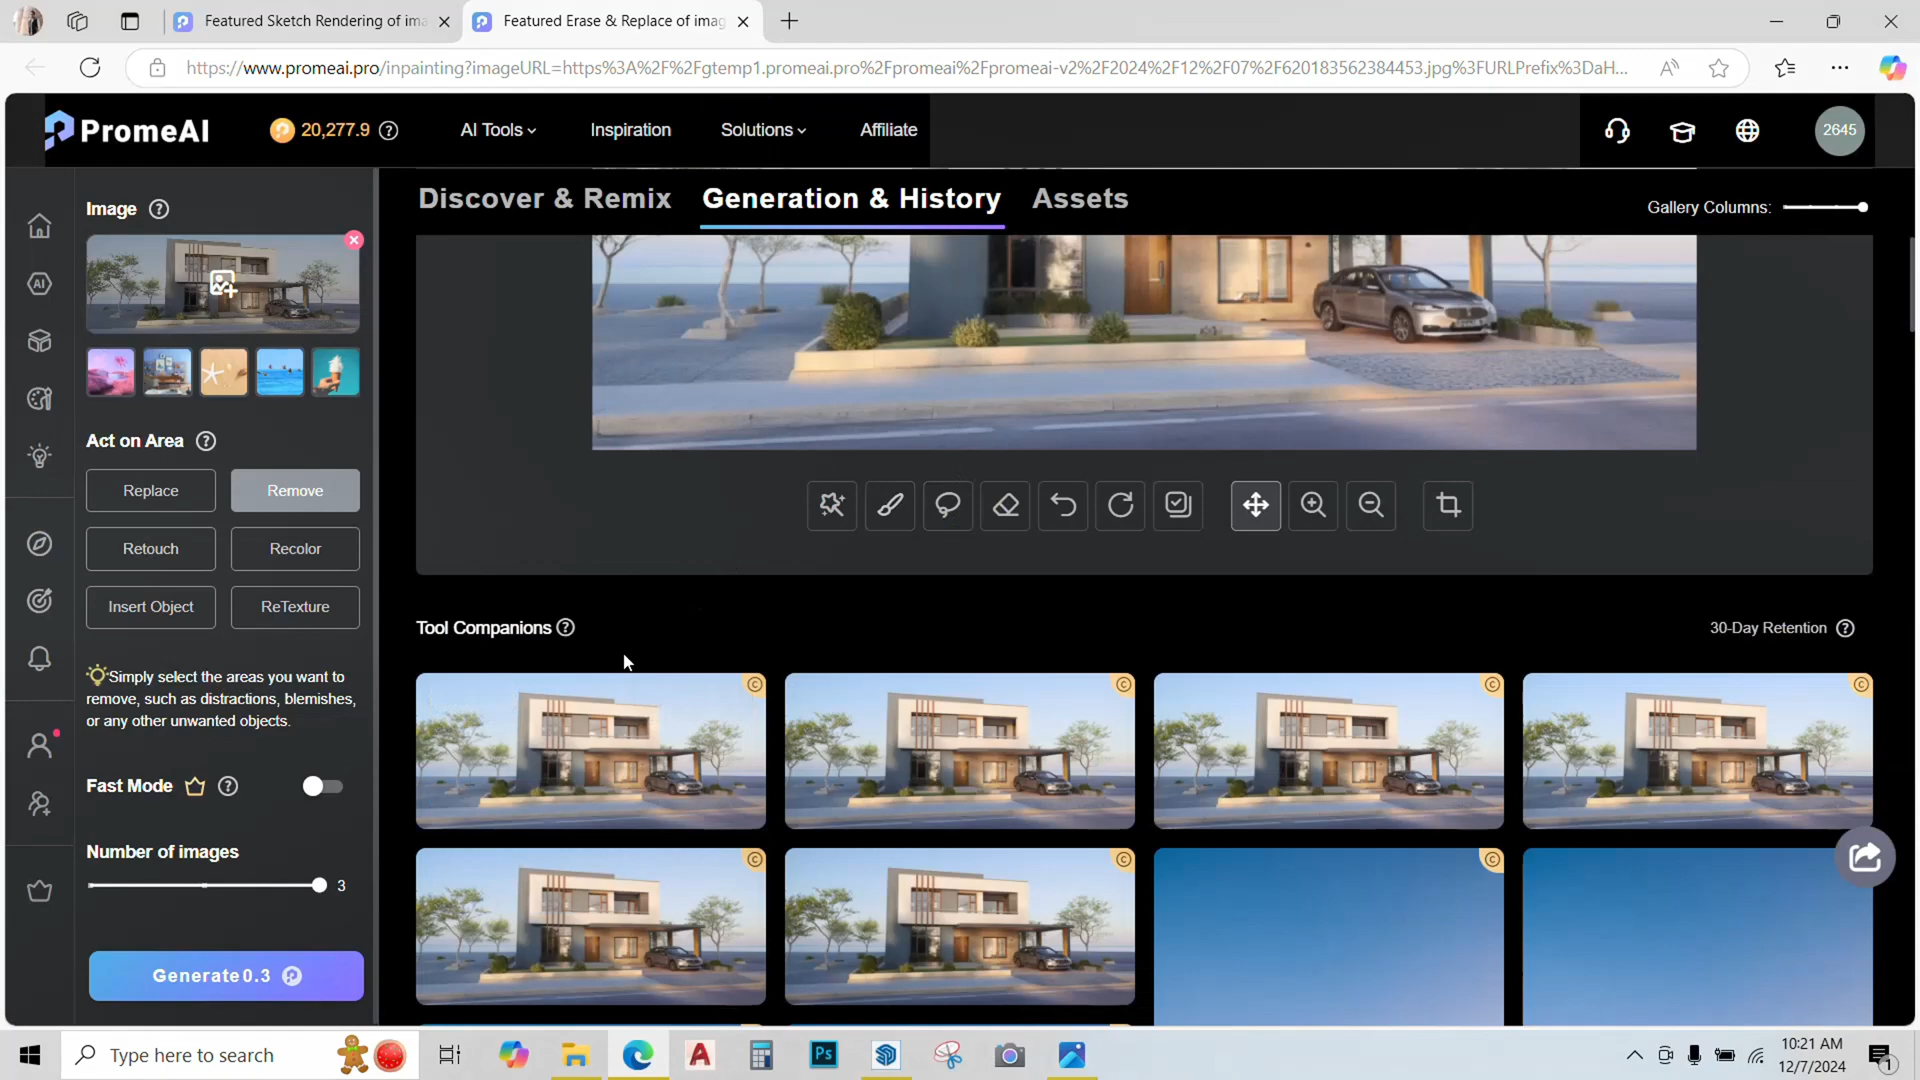 Featured Sketch Rendering of ima
Featured Erase & Replace of imag
https://www.promeai.pro/inpainting?imageURL=https%3A%2F%2Fgtemp1.promeai.pro%2Fpromeai%2Fpromeai-v2%2F2024%2F12%2F07%2F620183562384453.jpg%3FURLPrefix%3DaH...
PromeAI
20,277.9
AI Tools
Inspiration
Solutions
Affiliate
2645
Image
Discover & Remix
Generation & History
Assets
Gallery Columns:
Act on Area
Replace
Remove
Retouch
Recolor
Insert Object
ReTexture
Simply select the areas you want to
remove, such as distractions, blemishes,
or any other unwanted objects.
Fast Mode
Number of images
3
Generate 0.3
Tool Companions
30-Day Retention
Type here to search
10:21 AM
12/7/2024
1